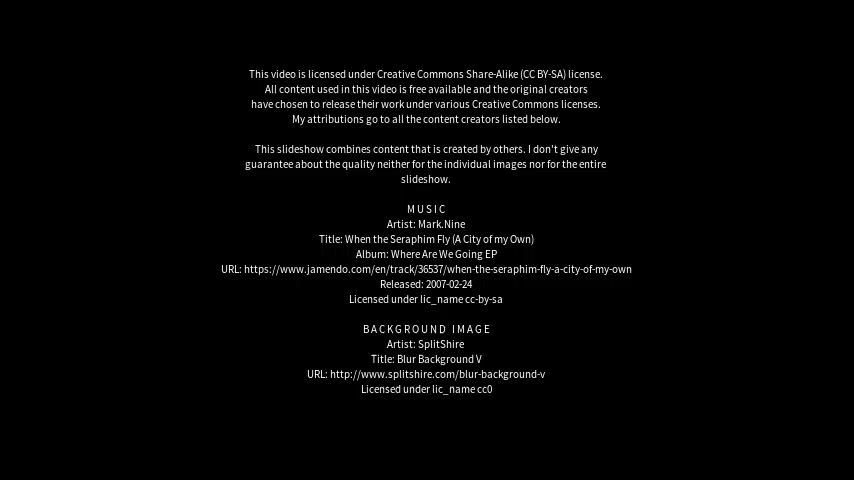 This video is licensed under Creative Commons Share-Alike (CC BY-SA) license.
All content used in this video is free available and the original creators
have chosen to release their work under various Creative Commons licenses.
My attributions go to all the content creators listed below.
This slideshow combines content that is created by others. I don't give any
guarantee about the quality neither for the individual images nor for the entire
slideshow.
MUSIC
Artist: Mark.Nine
Title: When the Seraphim Fly (A City of my Own)
Album: Where Are We Going EP
URL: https://www.jamendo.com/en/track/36537/when-the-seraphim-fly-a-city-of-my-own
Released: 2007-02-24
Licensed under lic_name cc-by-sa
BACKGROUND IMAGE
Artist: SplitShire
Title: Blur Background V
URL: http://www.splitshire.com/blur-background-v
Licensed under lic_name cc0